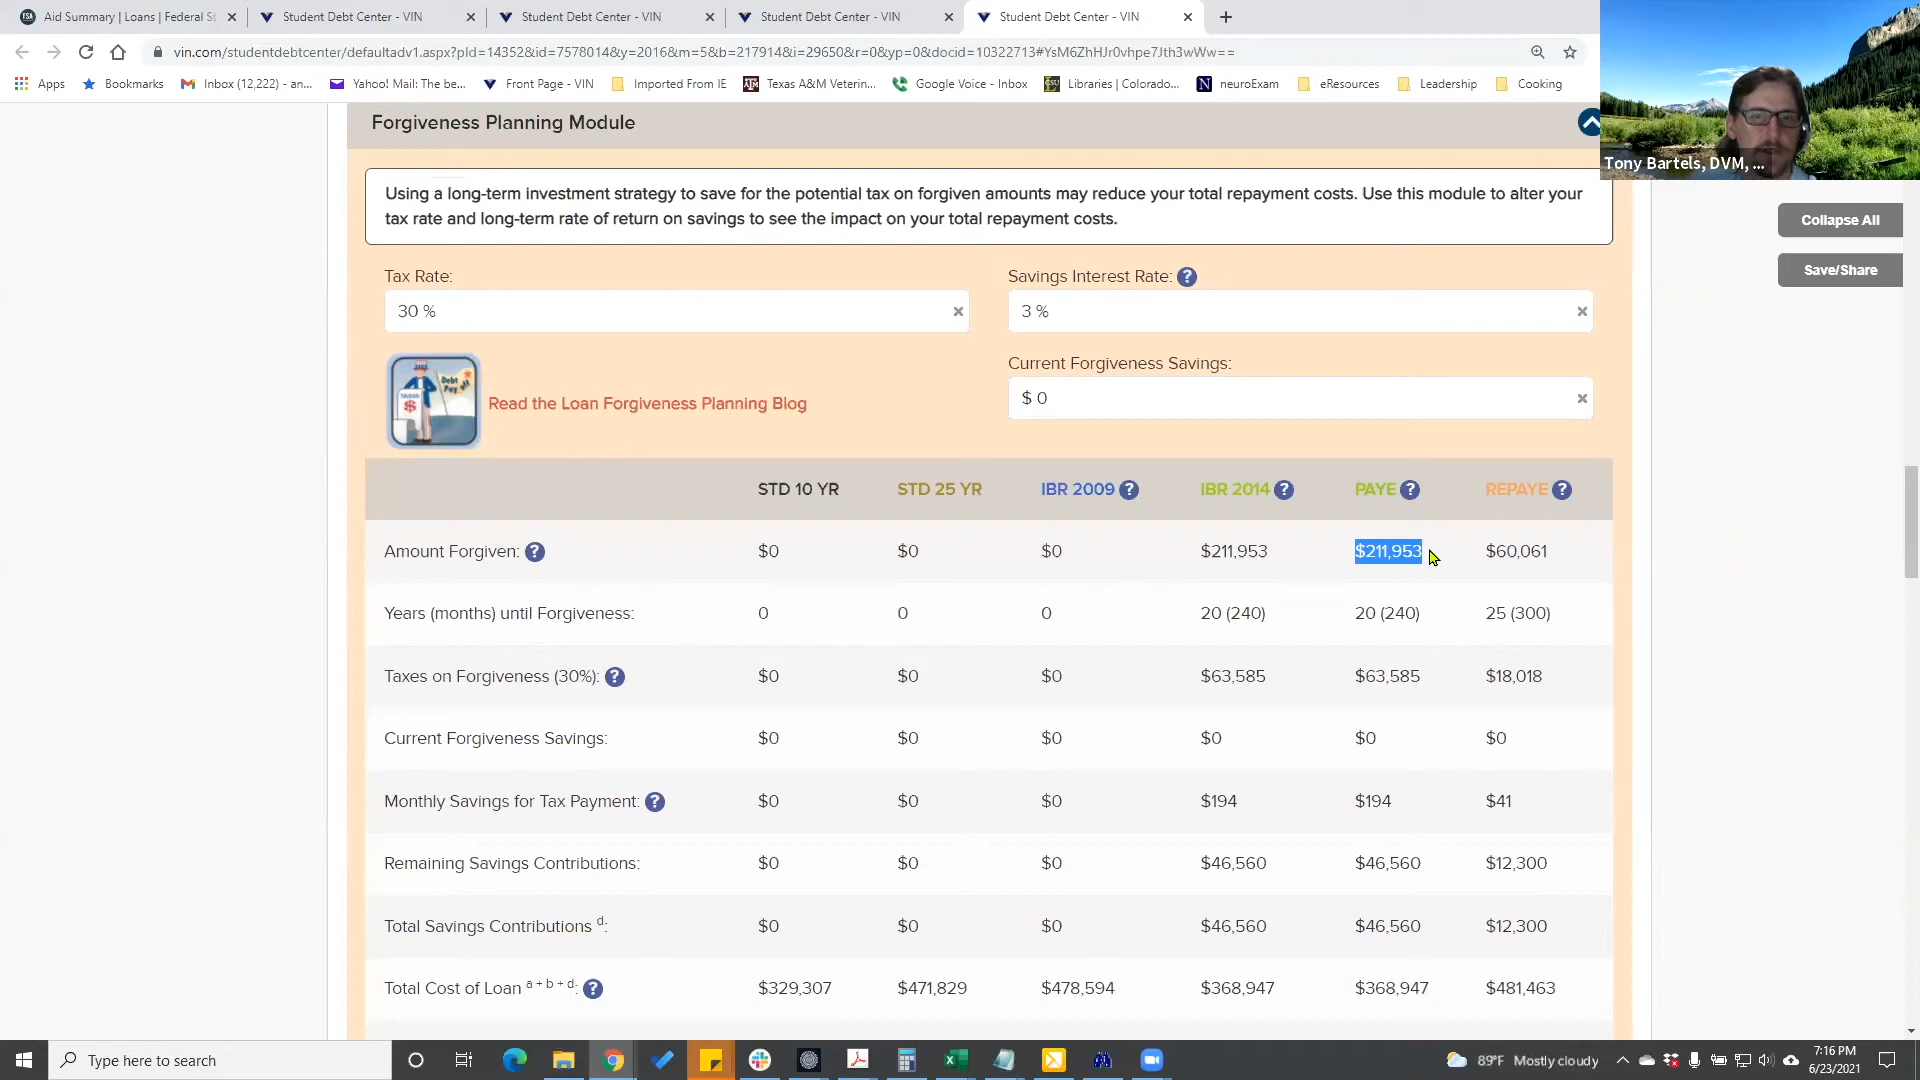 Aid Summary | Loans | Federal St
Student Debt Center - VIN
Student Debt Center - VIN
Student Debt Center - VIN
Student Debt Center - VIN
vin.com/studentdebtcenter/defaultadv1.aspx?pId=14352&id=7578014&y=2016&m=5&b=217914&i=29650&r=0&yp=0&docid=10322713#YsM6ZhHJr0vhpe7Jth3wWw==
Apps
Bookmarks
Inbox (12,222) - an...
Yahoo! Mail: The be...
Front Page - VIN
Imported From IE
Texas A&M Veterin...
Google Voice - Inbox
Libraries | Colorado...
neuroExam
eResources
Leadership
Cooking
Tony Bartels, DVM, ...
Collapse All
Save/Share
Forgiveness Planning Module
Using a long-term investment strategy to save for the potential tax on forgiven amounts may reduce your total repayment costs. Use this module to alter your
tax rate and long-term rate of return on savings to see the impact on your total repayment costs.
Tax Rate:
30 %
Savings Interest Rate: ?
3 %
Current Forgiveness Savings:
$ 0
Debt Pay off
TAXES $
Read the Loan Forgiveness Planning Blog
STD 10 YR STD 25 YR IBR 2009 ? IBR 2014 ? PAYE ? REPAYE ?
Amount Forgiven: ? $0 $0 $0 $211,953 $211,953 $60,061
Years (months) until Forgiveness: 0 0 0 20 (240) 20 (240) 25 (300)
Taxes on Forgiveness (30%): ? $0 $0 $0 $63,585 $63,585 $18,018
Current Forgiveness Savings: $0 $0 $0 $0 $0 $0
Monthly Savings for Tax Payment: ? $0 $0 $0 $194 $194 $41
Remaining Savings Contributions: $0 $0 $0 $46,560 $46,560 $12,300
Total Savings Contributions d: $0 $0 $0 $46,560 $46,560 $12,300
Total Cost of Loan a + b + d: ? $329,307 $471,829 $478,594 $368,947 $368,947 $481,463
Type here to search
89°F Mostly cloudy
7:16 PM
6/23/2021